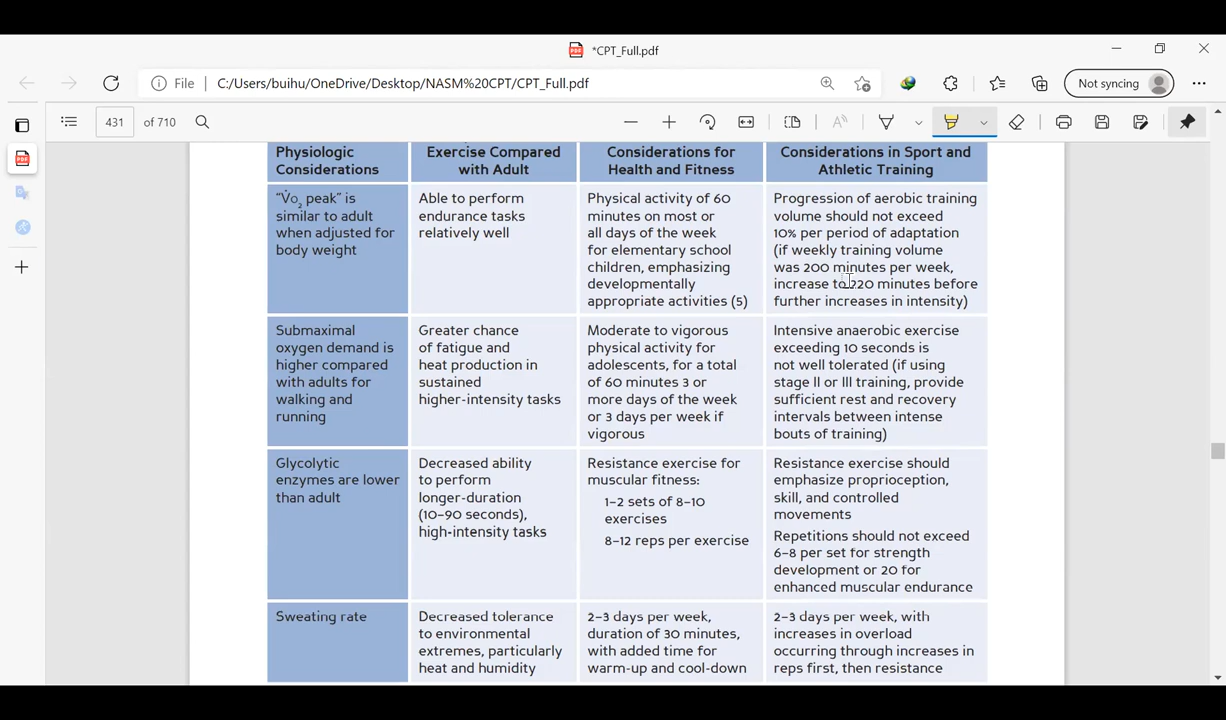 *CPT_Full.pdf
File | C:/Users/buihu/OneDrive/Desktop/NASM%20CPT/CPT_Full.pdf
Not syncing
431 of 710
Physiologic
Considerations
Exercise Compared
with Adult
Considerations for
Health and Fitness
Considerations in Sport and
Athletic Training
"V̇o₂ peak" is
similar to adult
when adjusted for
body weight
Able to perform
endurance tasks
relatively well
Physical activity of 60
minutes on most or
all days of the week
for elementary school
children, emphasizing
developmentally
appropriate activities (5)
Progression of aerobic training
volume should not exceed
10% per period of adaptation
(if weekly training volume
was 200 minutes per week,
increase to 220 minutes before
further increases in intensity)
Submaximal
oxygen demand is
higher compared
with adults for
walking and
running
Greater chance
of fatigue and
heat production in
sustained
higher-intensity tasks
Moderate to vigorous
physical activity for
adolescents, for a total
of 60 minutes 3 or
more days of the week
or 3 days per week if
vigorous
Intensive anaerobic exercise
exceeding 10 seconds is
not well tolerated (if using
stage II or III training, provide
sufficient rest and recovery
intervals between intense
bouts of training)
Glycolytic
enzymes are lower
than adult
Decreased ability
to perform
longer-duration
(10–90 seconds),
high-intensity tasks
Resistance exercise for
muscular fitness:
1–2 sets of 8–10
exercises
8–12 reps per exercise
Resistance exercise should
emphasize proprioception,
skill, and controlled
movements
Repetitions should not exceed
6–8 per set for strength
development or 20 for
enhanced muscular endurance
Sweating rate
Decreased tolerance
to environmental
extremes, particularly
heat and humidity
2–3 days per week,
duration of 30 minutes,
with added time for
warm-up and cool-down
2–3 days per week, with
increases in overload
occurring through increases in
reps first, then resistance